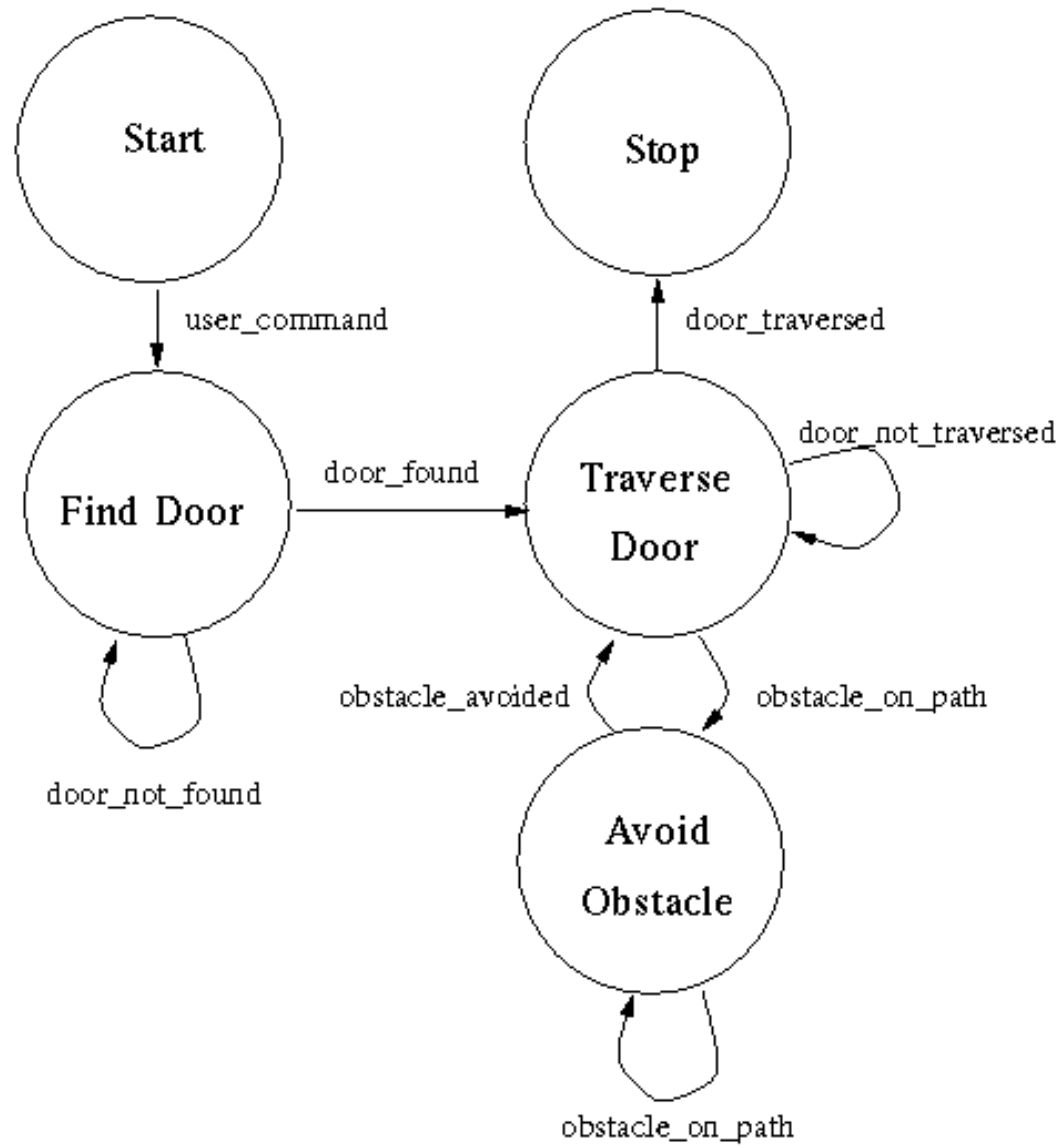 Start
Stop
user_command
door_traversed
door_not_traversed
Find Door
door_found
Traverse
Door
obstacle_avoided
obstacle_on_path
door_not_found
Avoid
Obstacle
obstacle_on_path